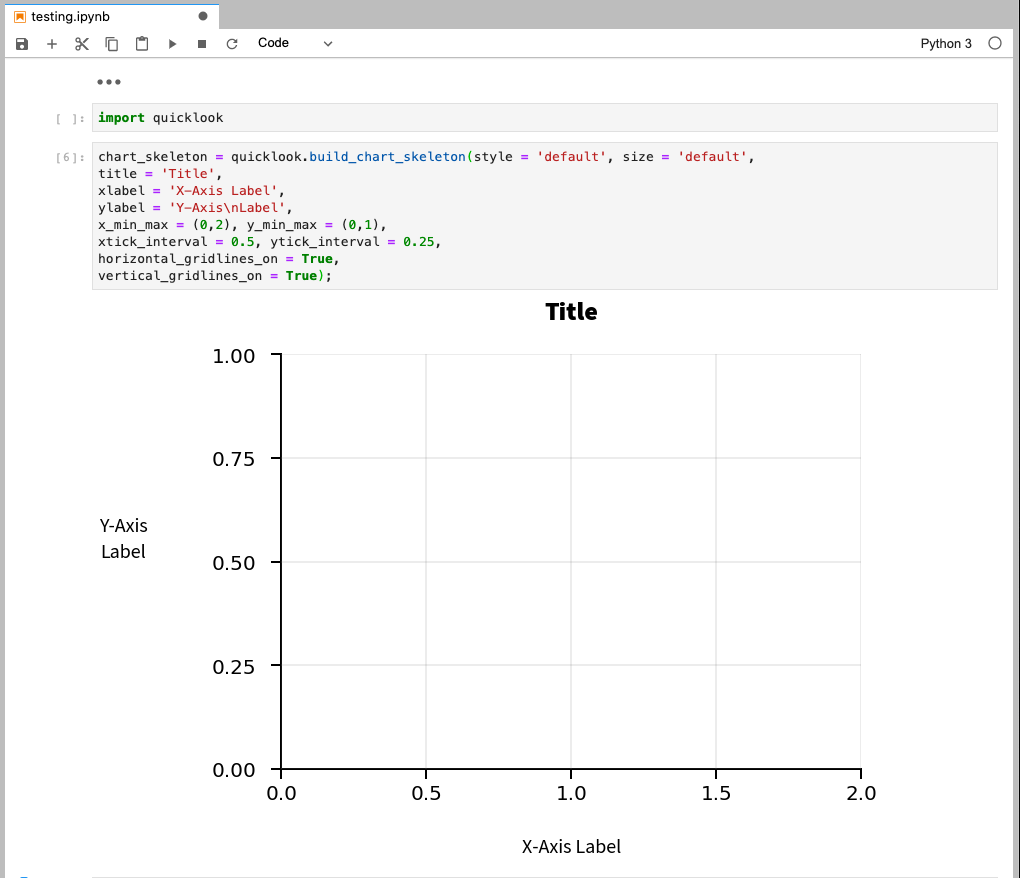 testing.ipynb
Code
Python 3
[ ]:
import quicklook
[6]:
chart_skeleton = quicklook.build_chart_skeleton(style = 'default', size = 'default',
title = 'Title',
xlabel = 'X-Axis Label',
ylabel = 'Y-Axis\nLabel',
x_min_max = (0,2), y_min_max = (0,1),
xtick_interval = 0.5, ytick_interval = 0.25,
horizontal_gridlines_on = True,
vertical_gridlines_on = True);
Title
1.00
0.75
Y-Axis
Label
0.50
0.25
0.00
0.0 0.5 1.0 1.5 2.0
X-Axis Label